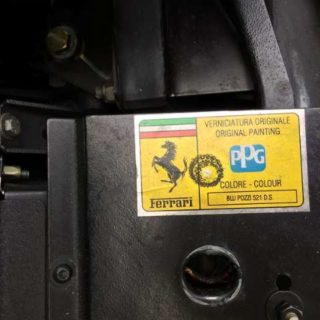 VERNICIATURA ORIGINALE
ORIGINAL PAINTING
PPG
COLORE - COLOUR
Ferrari
BLU POZZI 521 D.S.